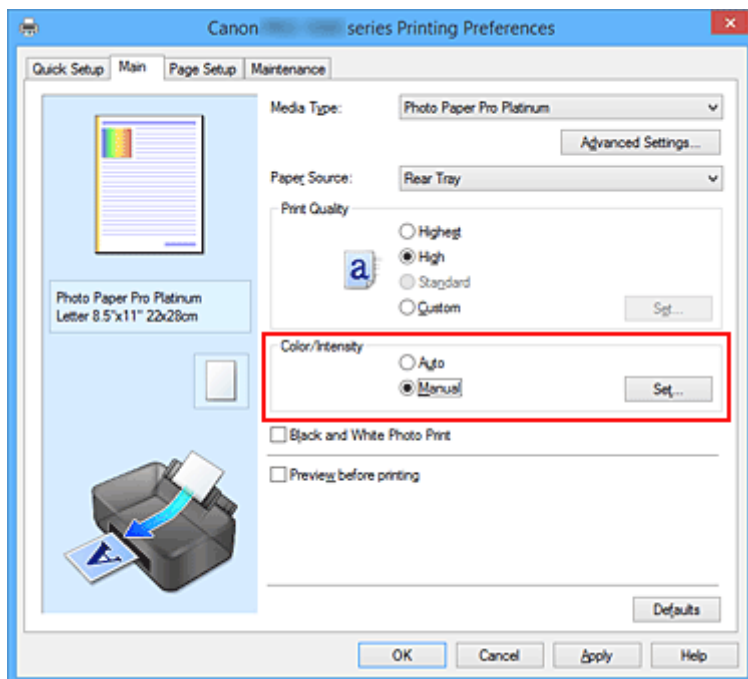 Canon series Printing Preferences
Quick Setup Main Page Setup Maintenance
Media Type: Photo Paper Pro Platinum
Advanced Settings...
Paper Source: Rear Tray
Print Quality
Highest
High
Standard
Custom Set...
a
Photo Paper Pro Platinum
Letter 8.5"x11" 22x28cm
Color/Intensity
Auto
Manual Set...
Black and White Photo Print
Preview before printing
A
Defaults
OK Cancel Apply Help